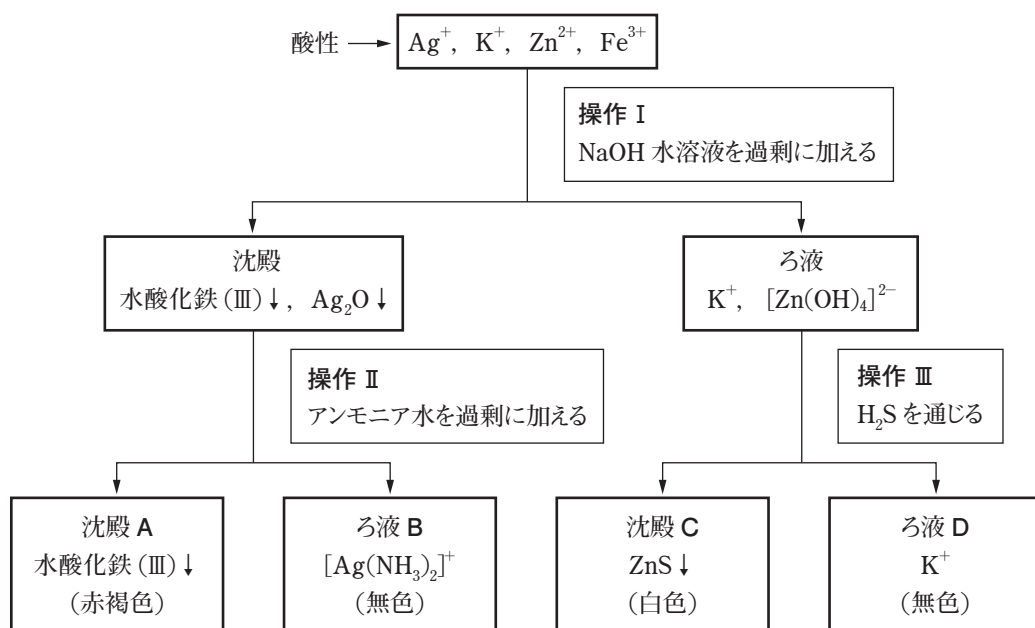 酸性 Ag⁺, K⁺, Zn²⁺, Fe³⁺
操作 Ⅰ
NaOH 水溶液を過剰に加える
沈殿
水酸化鉄(Ⅲ)↓, Ag₂O↓
ろ液
K⁺, [Zn(OH)₄]²⁻
操作 Ⅱ
アンモニア水を過剰に加える
操作 Ⅲ
H₂Sを通じる
沈殿 A
水酸化鉄(Ⅲ)↓
(赤褐色)
ろ液 B
[Ag(NH₃)₂]⁺
(無色)
沈殿 C
ZnS↓
(白色)
ろ液 D
K⁺
(無色)